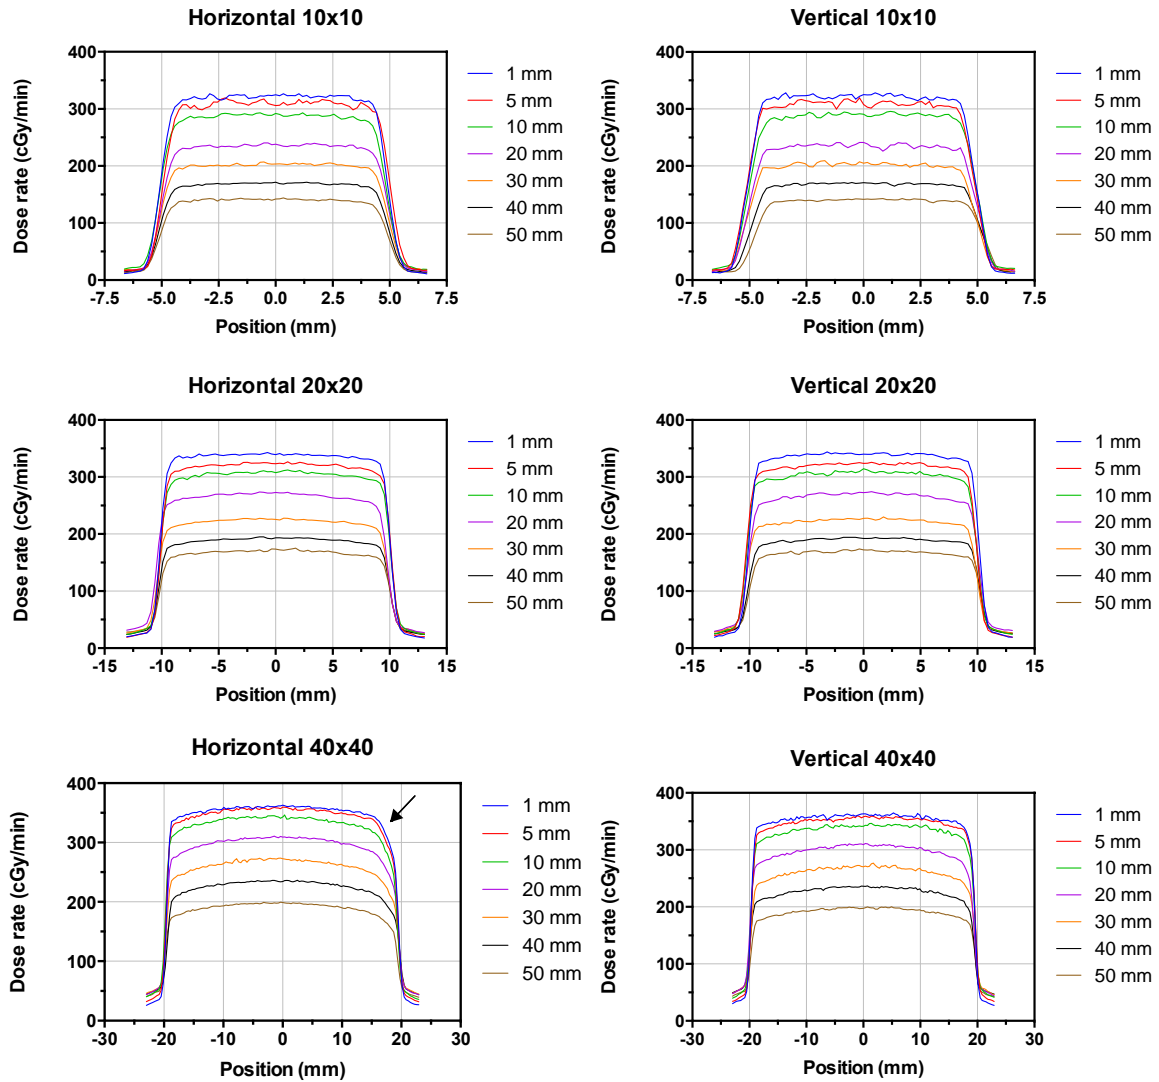 Horizontal 10x10
Vertical 10x10
Dose rate (cGy/min)
400
300
200
100
0
-7.5
-5.0
-2.5
0.0
2.5
5.0
7.5
Position (mm)
1 mm
5 mm
10 mm
20 mm
30 mm
40 mm
50 mm
Dose rate (cGy/min)
400
300
200
100
0
-7.5
-5.0
-2.5
0.0
2.5
5.0
7.5
Position (mm)
1 mm
5 mm
10 mm
20 mm
30 mm
40 mm
50 mm
Horizontal 20x20
Vertical 20x20
Dose rate (cGy/min)
400
300
200
100
0
-15
-10
-5
0
5
10
15
Position (mm)
1 mm
5 mm
10 mm
20 mm
30 mm
40 mm
50 mm
Dose rate (cGy/min)
400
300
200
100
0
-15
-10
-5
0
5
10
15
Position (mm)
1 mm
5 mm
10 mm
20 mm
30 mm
40 mm
50 mm
Horizontal 40x40
Vertical 40x40
Dose rate (cGy/min)
400
300
200
100
0
-30
-20
-10
0
10
20
30
Position (mm)
1 mm
5 mm
10 mm
20 mm
30 mm
40 mm
50 mm
Dose rate (cGy/min)
400
300
200
100
0
-30
-20
-10
0
10
20
30
Position (mm)
1 mm
5 mm
10 mm
20 mm
30 mm
40 mm
50 mm